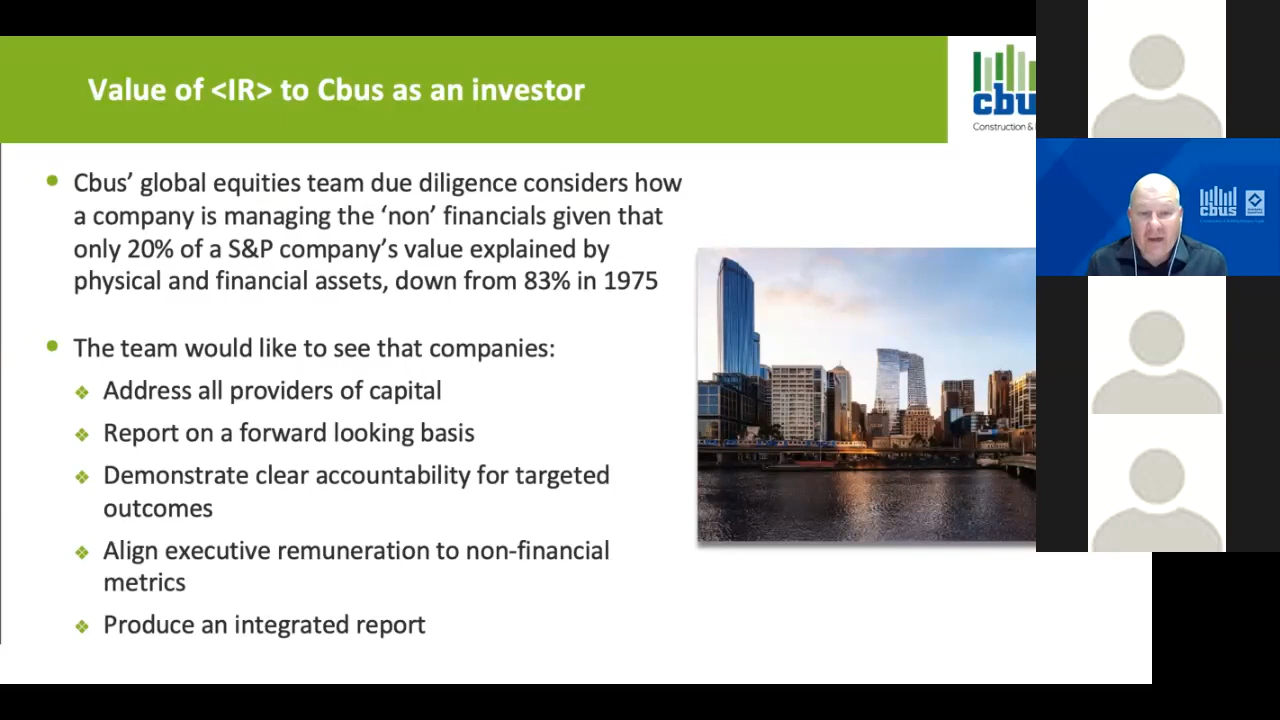 Value of <IR> to Cbus as an investor
cbu
Construction &
Cbus’ global equities team due diligence considers how
a company is managing the ‘non’ financials given that
only 20% of a S&P company’s value explained by
physical and financial assets, down from 83% in 1975
The team would like to see that companies:
Address all providers of capital
Report on a forward looking basis
Demonstrate clear accountability for targeted
outcomes
Align executive remuneration to non-financial
metrics
Produce an integrated report
cbus